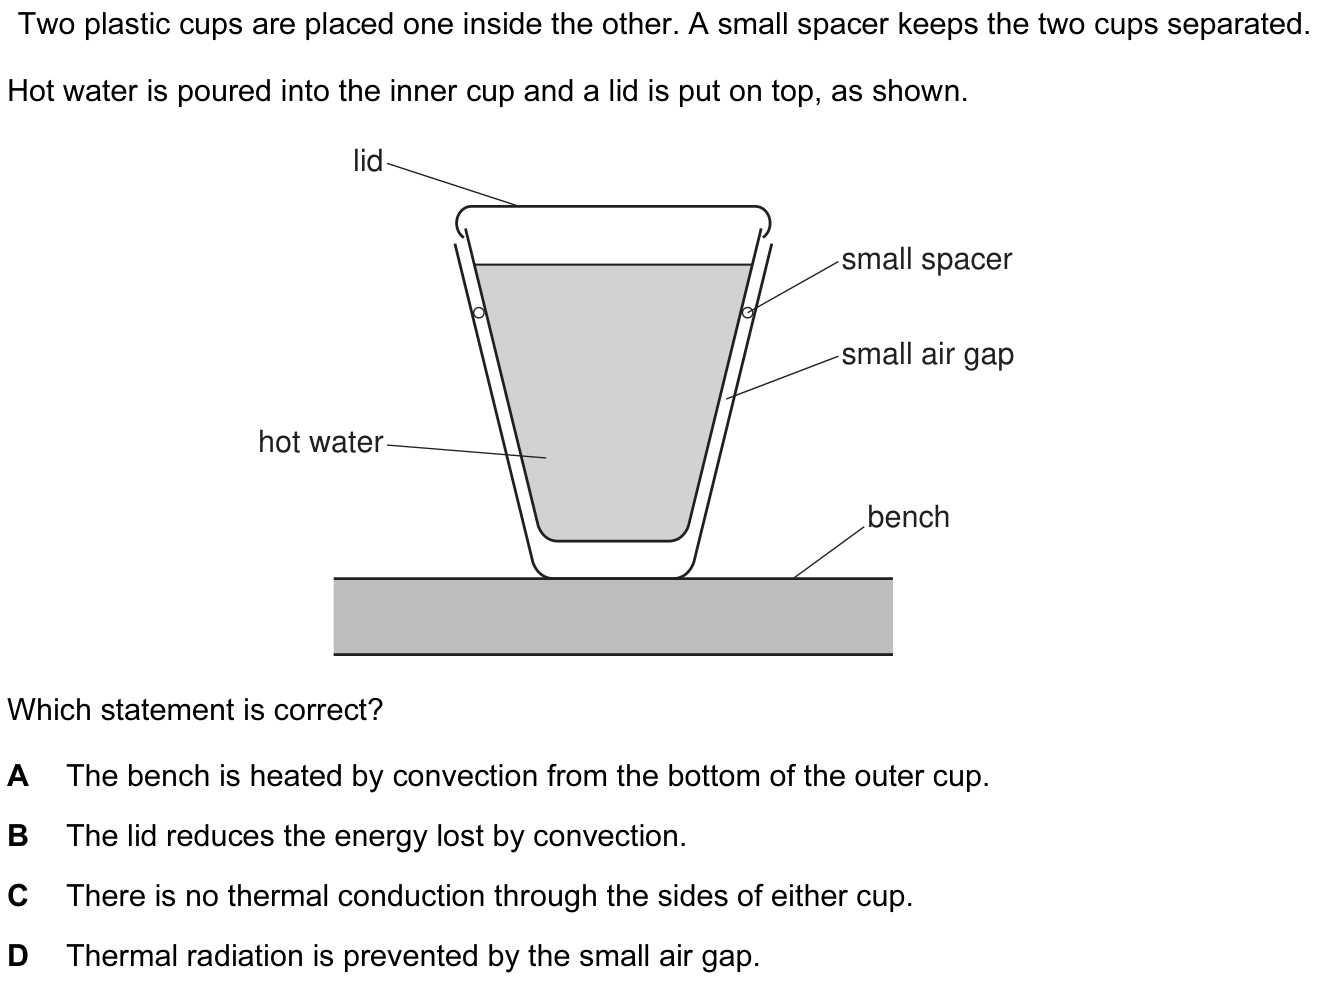 Two plastic cups are placed one inside the other. A small spacer keeps the two cups separated.
Hot water is poured into the inner cup and a lid is put on top, as shown.
lid
small spacer
small air gap
hot water
bench
Which statement is correct?
A The bench is heated by convection from the bottom of the outer cup.
B The lid reduces the energy lost by convection.
C There is no thermal conduction through the sides of either cup.
D Thermal radiation is prevented by the small air gap.